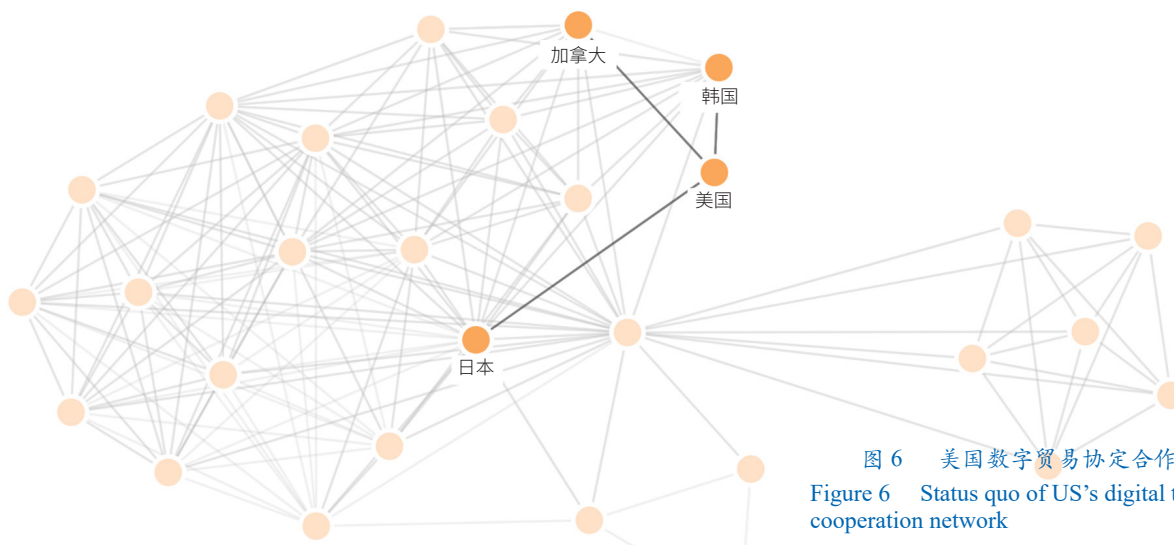 加拿大
韩国
美国
日本
图 6 美国数字贸易协定合作
Figure 6 Status quo of US’s digital t
cooperation network